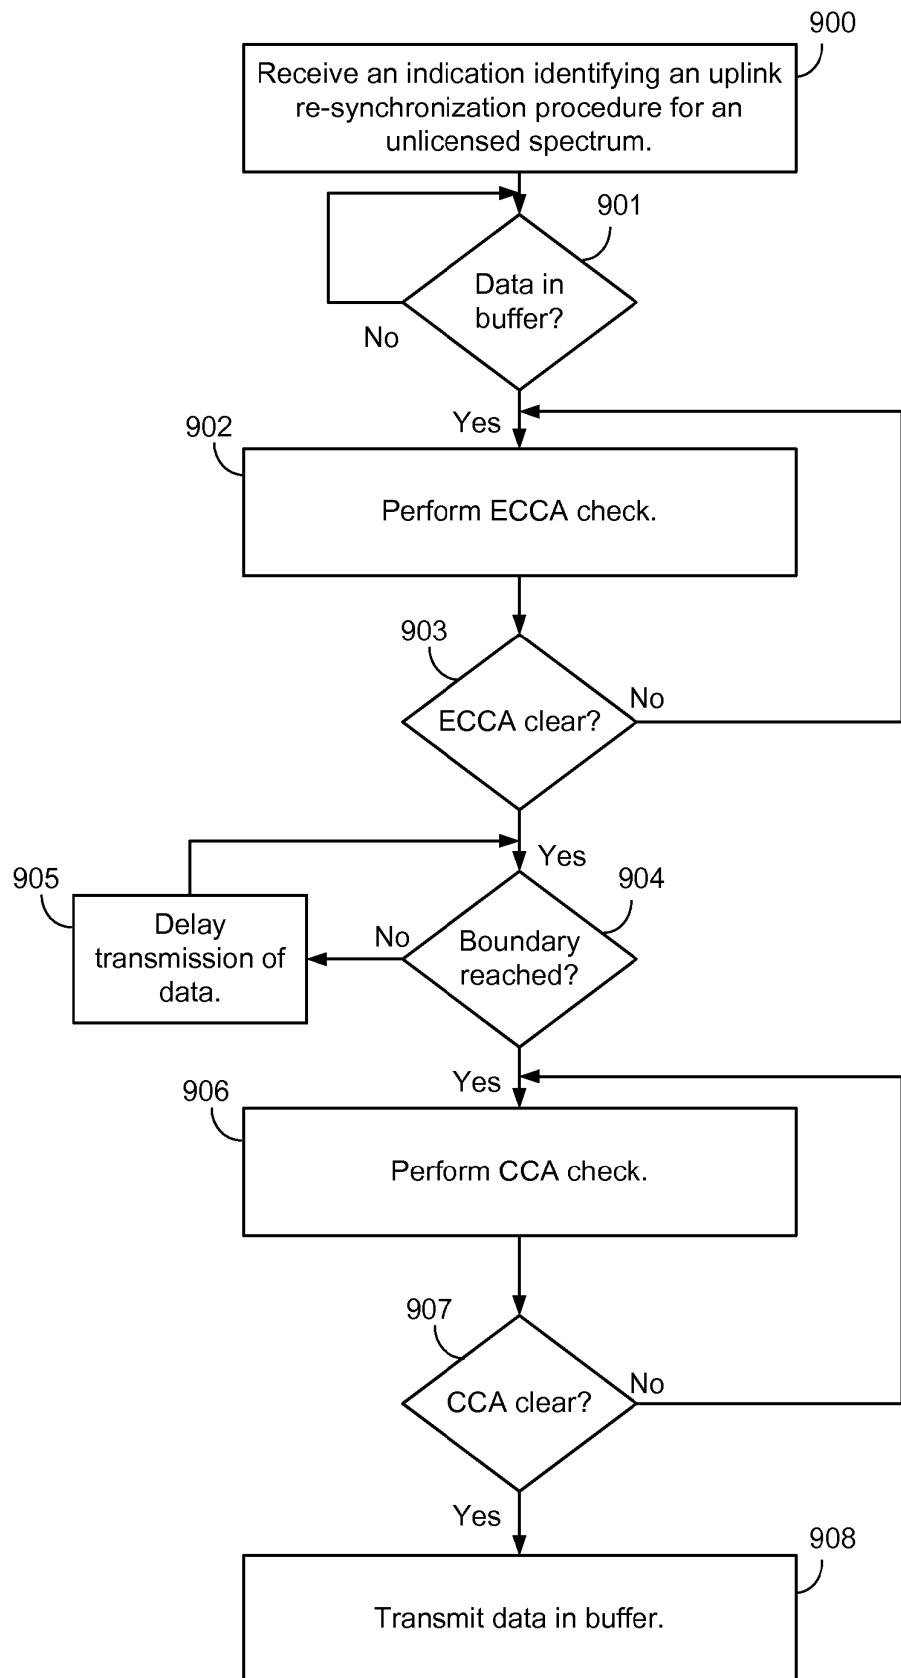 900
Receive an indication identifying an uplink
re-synchronization procedure for an
unlicensed spectrum.
901
Data in
buffer?
No
Yes
902
Perform ECCA check.
903
ECCA clear?
No
Yes
904
905
Delay
transmission of
data.
No
Boundary
reached?
Yes
906
Perform CCA check.
907
CCA clear?
No
Yes
908
Transmit data in buffer.